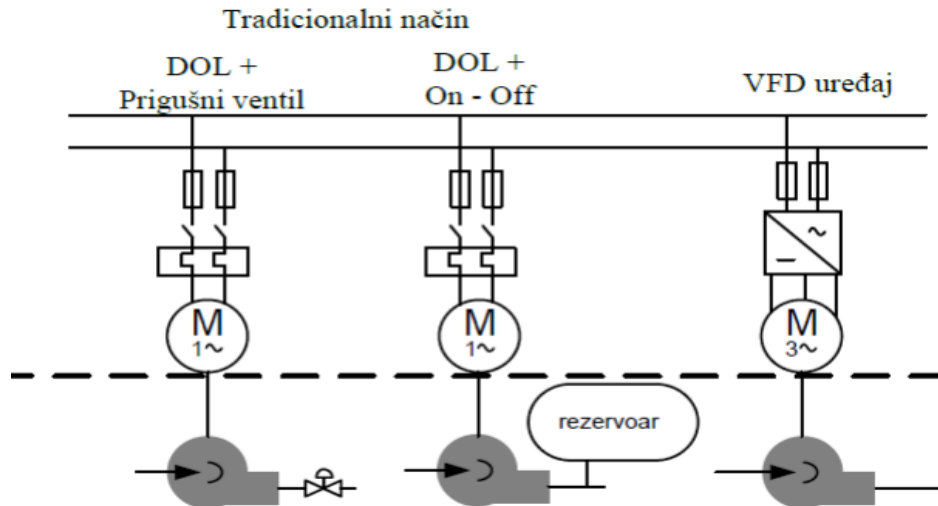 Tradicionalni način
DOL +
Prigušni ventil
DOL +
On - Off
VFD uređaj
M
1~
M
1~
~
M
3~
rezervoar